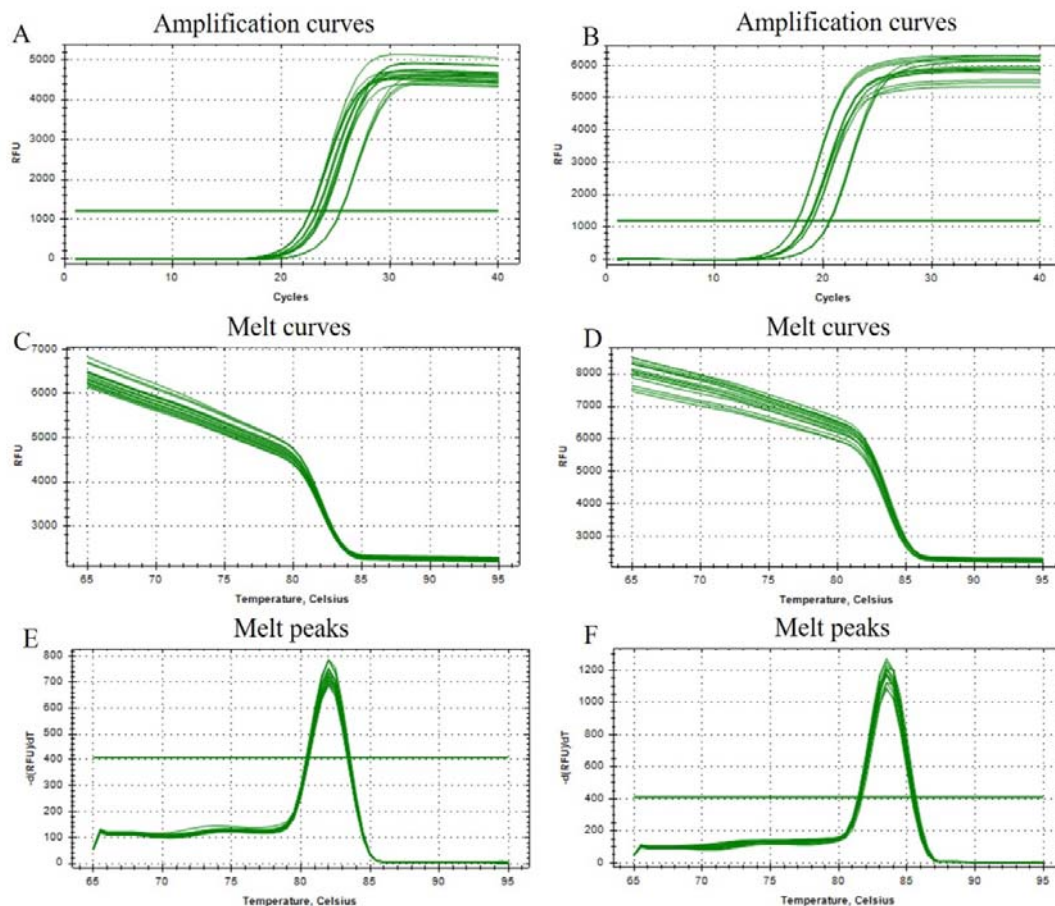 A Amplification curves
5000
4000
3000
2000
1000
0
RFU
0 10 20 30 40
Cycles
B Amplification curves
6000
5000
4000
3000
2000
1000
0
RFU
10 20 30 40
Cycles
C Melt curves
7000
6000
5000
4000
3000
RFU
65 70 75 80 85 90 95
Temperature, Celsius
D Melt curves
8000
7000
6000
5000
4000
3000
RFU
65 70 75 80 85 90 95
Temperature, Celsius
E Melt peaks
800
700
600
500
400
300
200
100
0
-d(RFU)/dT
65 70 75 80 85 90 95
Temperature, Celsius
F Melt peaks
1200
1000
800
600
400
200
0
-d(RFU)/dT
65 70 75 80 85 90 95
Temperature, Celsius